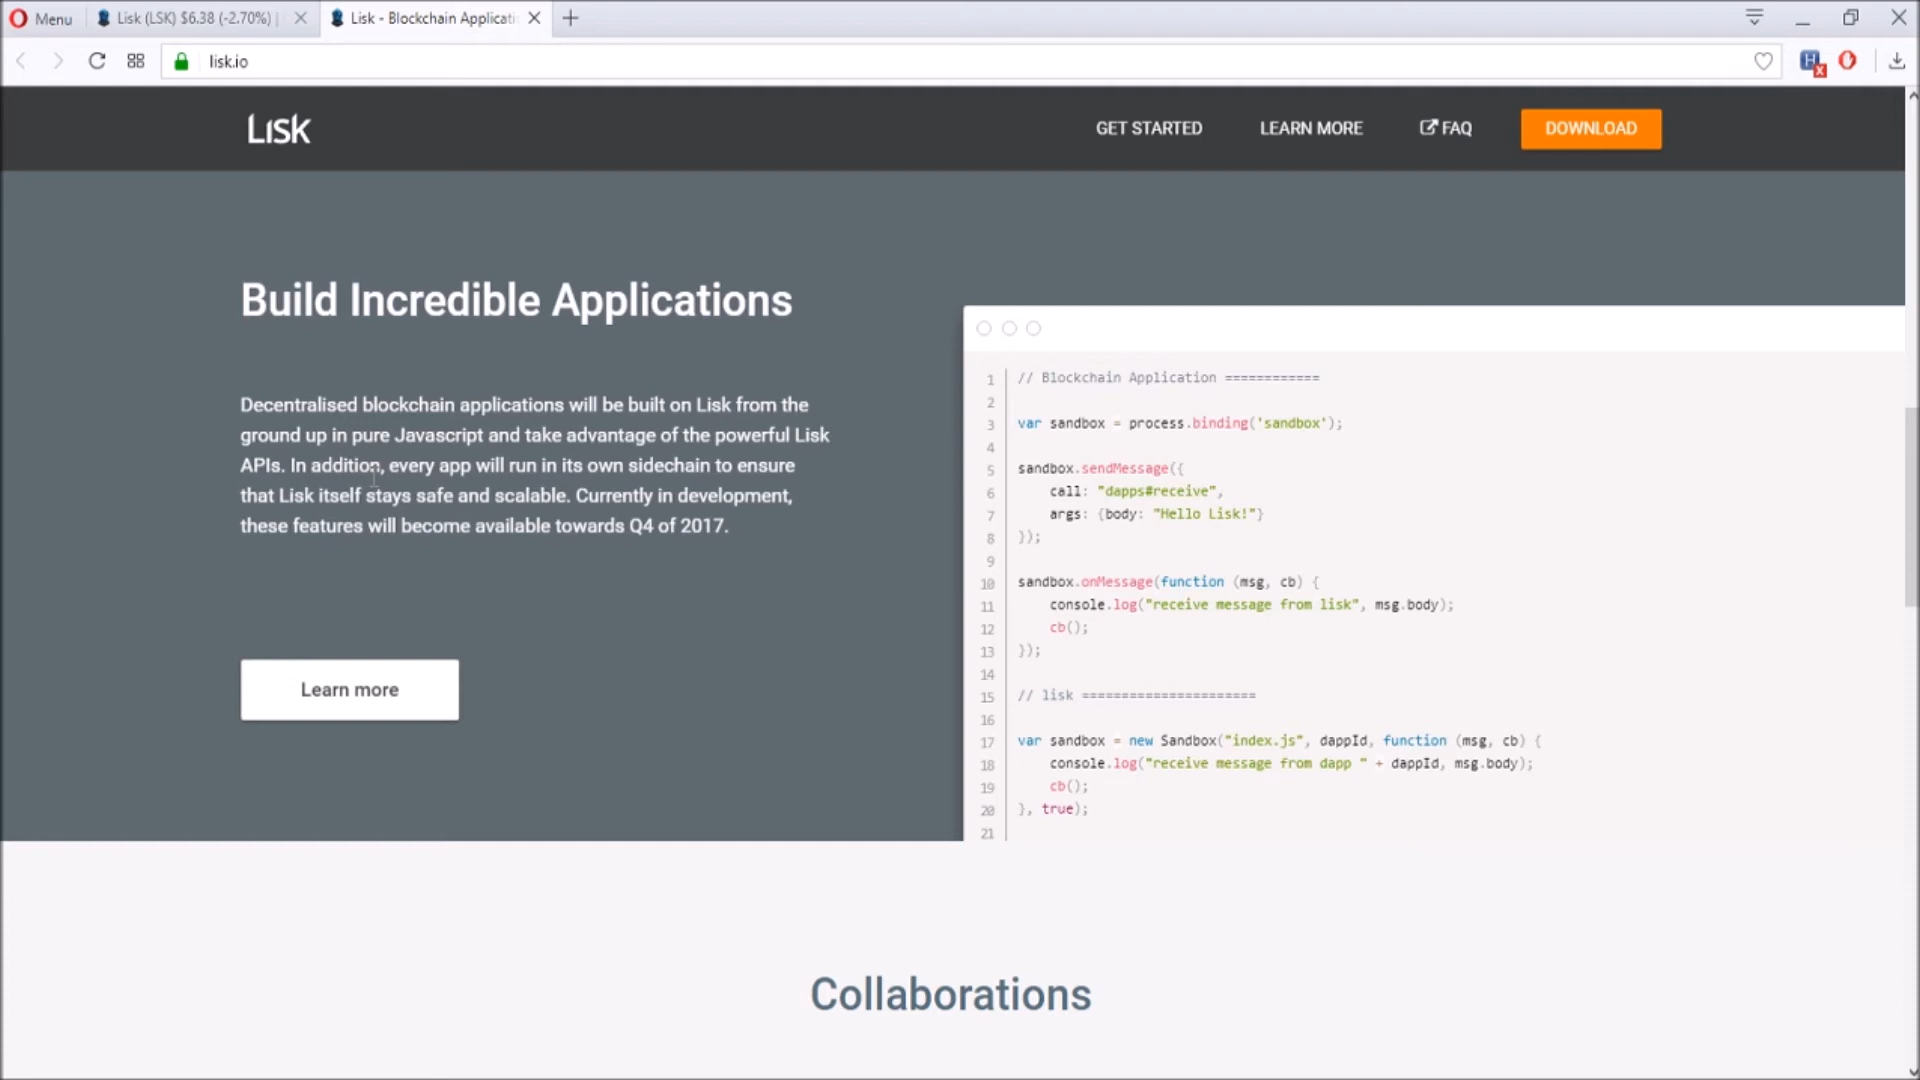 Menu
Lisk (LSK) $6.38 (-2.70%) |
Lisk - Blockchain Applicati
lisk.io
Lisk
GET STARTED
LEARN MORE
FAQ
DOWNLOAD
Build Incredible Applications
Decentralised blockchain applications will be built on Lisk from the
ground up in pure Javascript and take advantage of the powerful Lisk
APIs. In addition, every app will run in its own sidechain to ensure
that Lisk itself stays safe and scalable. Currently in development,
these features will become available towards Q4 of 2017.
Learn more
1 // Blockchain Application ============
2
3 var sandbox = process.binding('sandbox');
4
5 sandbox.sendMessage({
6 call: "dapps#receive",
7 args: {body: "Hello Lisk!"}
8 });
9
10 sandbox.onMessage(function (msg, cb) {
11 console.log("receive message from lisk", msg.body);
12 cb();
13 });
14
15 // lisk ======================
16
17 var sandbox = new Sandbox("index.js", dappId, function (msg, cb) {
18 console.log("receive message from dapp " + dappId, msg.body);
19 cb();
20 }, true);
21
Collaborations